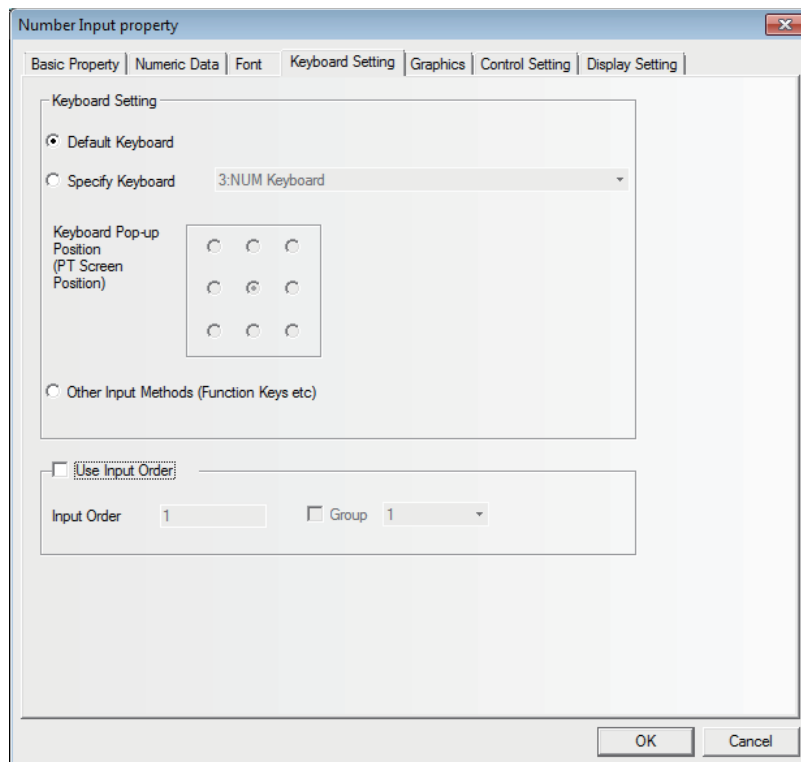 Number Input property
Basic Property Numeric Data Font Keyboard Setting Graphics Control Setting Display Setting
Keyboard Setting
Default Keyboard
Specify Keyboard 3:NUM Keyboard
Keyboard Pop-up
Position
(PT Screen
Position)
Other Input Methods (Function Keys etc)
Use Input Order
Input Order 1 Group 1
OK Cancel